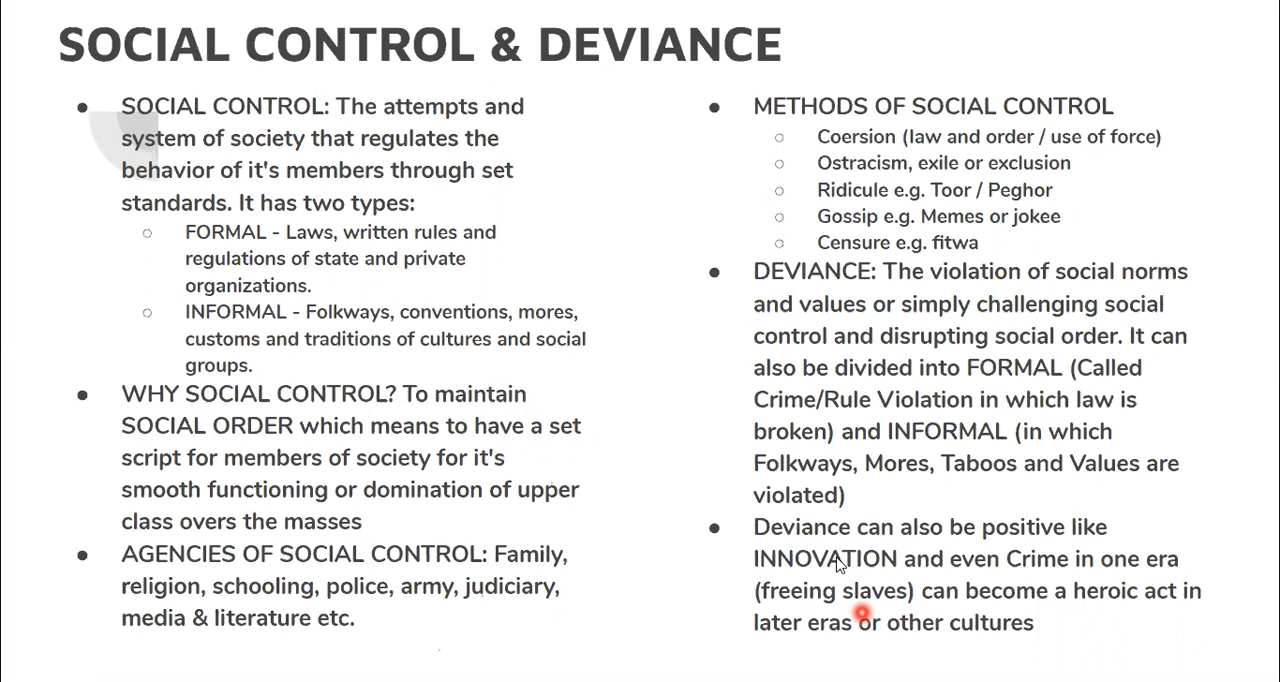 SOCIAL CONTROL & DEVIANCE
SOCIAL CONTROL: The attempts and
system of society that regulates the
behavior of it's members through set
standards. It has two types:
FORMAL - Laws, written rules and
regulations of state and private
organizations.
INFORMAL - Folkways, conventions, mores,
customs and traditions of cultures and social
groups.
WHY SOCIAL CONTROL? To maintain
SOCIAL ORDER which means to have a set
script for members of society for it's
smooth functioning or domination of upper
class overs the masses
AGENCIES OF SOCIAL CONTROL: Family,
religion, schooling, police, army, judiciary,
media & literature etc.
METHODS OF SOCIAL CONTROL
Coersion (law and order / use of force)
Ostracism, exile or exclusion
Ridicule e.g. Toor / Peghor
Gossip e.g. Memes or jokee
Censure e.g. fitwa
DEVIANCE: The violation of social norms
and values or simply challenging social
control and disrupting social order. It can
also be divided into FORMAL (Called
Crime/Rule Violation in which law is
broken) and INFORMAL (in which
Folkways, Mores, Taboos and Values are
violated)
Deviance can also be positive like
INNOVATION and even Crime in one era
(freeing slaves) can become a heroic act in
later eras or other cultures